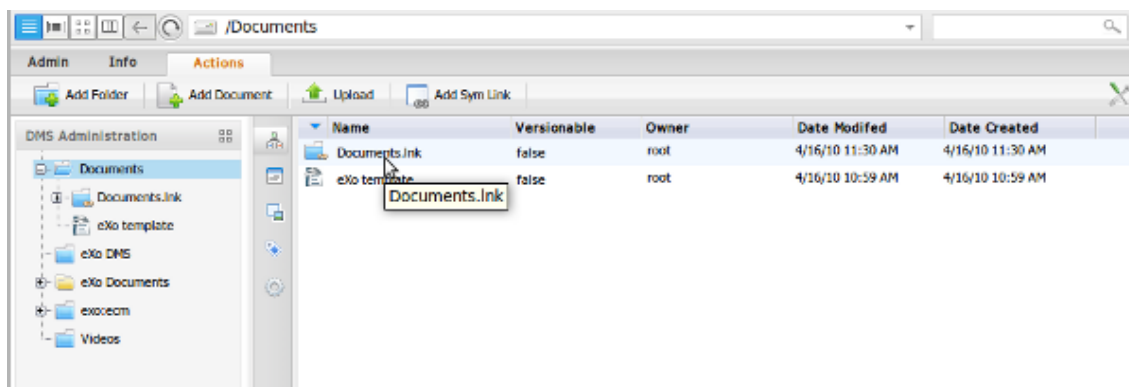 /Documents
Admin Info Actions
Add Folder Add Document Upload Add Sym Link
DMS Administration
Documents
Documents.lnk
eXo template
eXo DMS
eXo Documents
exo:ecm
Videos
Name Versionable Owner Date Modifed Date Created
Documents.lnk false root 4/16/10 11:30 AM 4/16/10 11:30 AM
eXo template false root 4/16/10 10:59 AM 4/16/10 10:59 AM
Documents.lnk